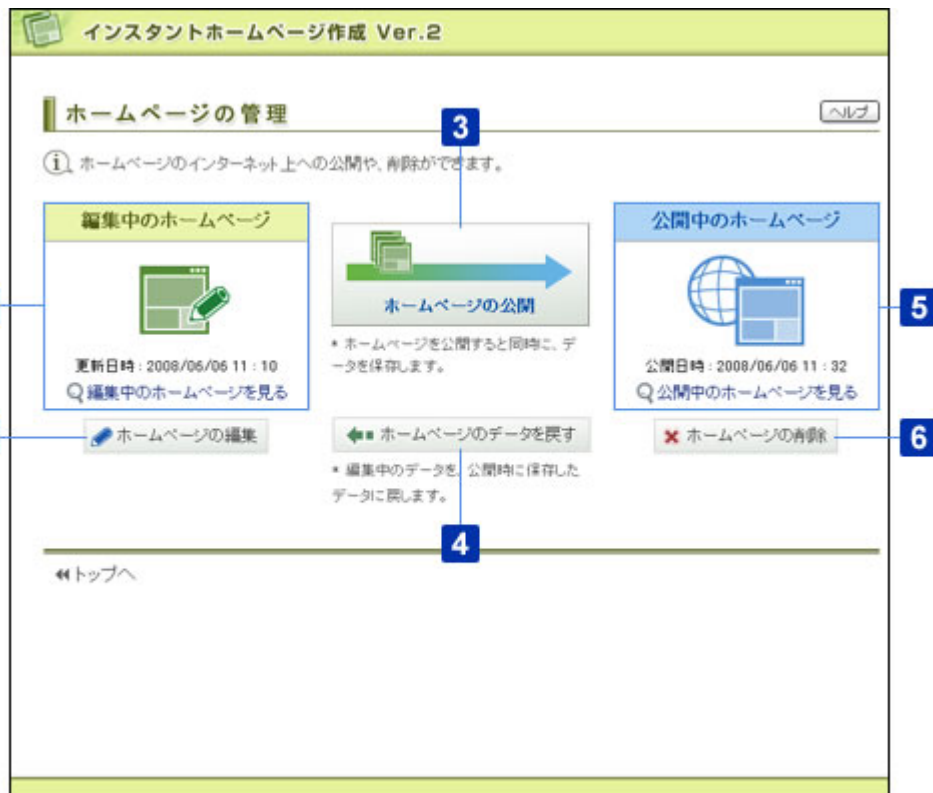 インスタントホームページ作成 Ver.2
ホームページの管理
ヘルプ
3
ホームページのインターネット上への公開や、削除ができます。
編集中のホームページ
更新日時：2008/06/06 11：10
編集中のホームページを見る
ホームページの編集
ホームページの公開
* ホームページを公開すると同時に、デ
ータを保存します。
ホームページのデータを戻す
* 編集中のデータを、公開時に保存した
データに戻します。
4
公開中のホームページ
5
公開日時：2008/06/06 11：32
公開中のホームページを見る
ホームページの削除
6
トップへ